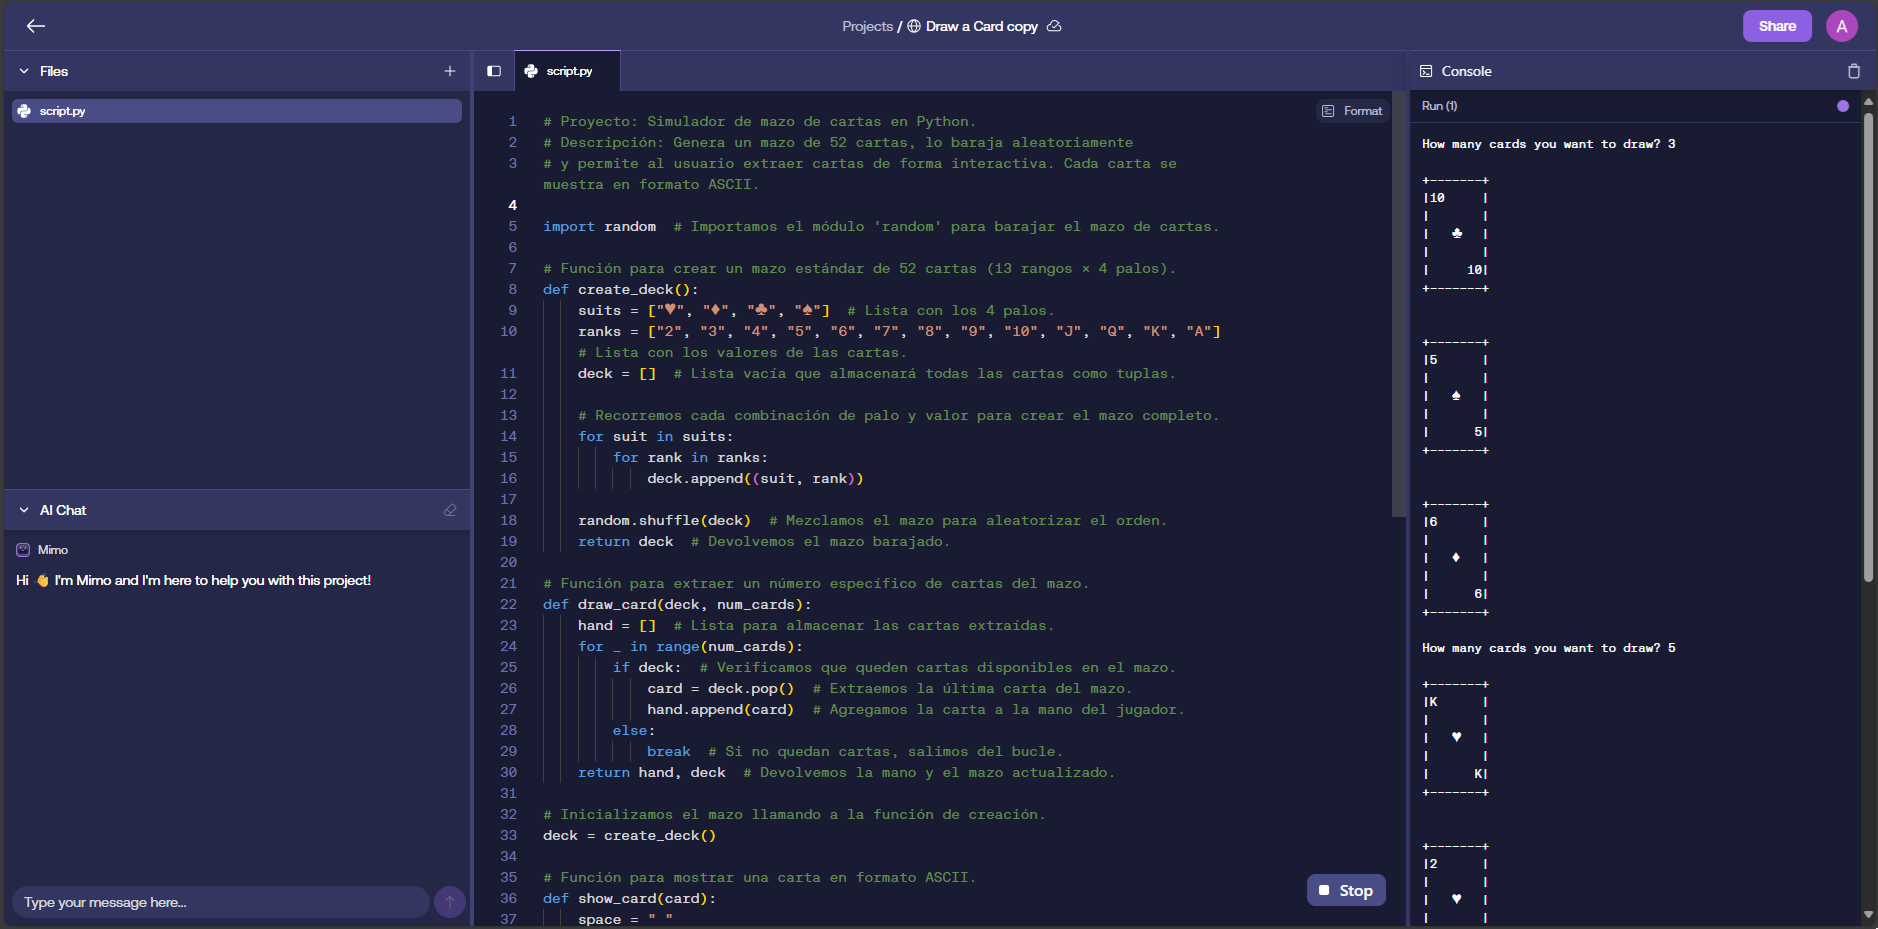 Projects / Draw a Card copy
Share
A
Files
script.py
AI Chat
Mimo
Hi 👋 I'm Mimo and I'm here to help you with this project!
Type your message here...
script.py
Format
1 # Proyecto: Simulador de mazo de cartas en Python.
2 # Descripción: Genera un mazo de 52 cartas, lo baraja aleatoriamente
3 # y permite al usuario extraer cartas de forma interactiva. Cada carta se
muestra en formato ASCII.
4
5 import random  # Importamos el módulo 'random' para barajar el mazo de cartas.
6
7 # Función para crear un mazo estándar de 52 cartas (13 rangos × 4 palos).
8 def create_deck():
9     suits = ["♥", "♦", "♣", "♠"]  # Lista con los 4 palos.
10     ranks = ["2", "3", "4", "5", "6", "7", "8", "9", "10", "J", "Q", "K", "A"]
    # Lista con los valores de las cartas.
11     deck = []  # Lista vacía que almacenará todas las cartas como tuplas.
12
13     # Recorremos cada combinación de palo y valor para crear el mazo completo.
14     for suit in suits:
15         for rank in ranks:
16             deck.append((suit, rank))
17
18     random.shuffle(deck)  # Mezclamos el mazo para aleatorizar el orden.
19     return deck  # Devolvemos el mazo barajado.
20
21 # Función para extraer un número específico de cartas del mazo.
22 def draw_card(deck, num_cards):
23     hand = []  # Lista para almacenar las cartas extraídas.
24     for _ in range(num_cards):
25         if deck:  # Verificamos que queden cartas disponibles en el mazo.
26             card = deck.pop()  # Extraemos la última carta del mazo.
27             hand.append(card)  # Agregamos la carta a la mano del jugador.
28         else:
29             break  # Si no quedan cartas, salimos del bucle.
30     return hand, deck  # Devolvemos la mano y el mazo actualizado.
31
32 # Inicializamos el mazo llamando a la función de creación.
33 deck = create_deck()
34
35 # Función para mostrar una carta en formato ASCII.
36 def show_card(card):
37     space = " "
Stop
Console
Run (1)
How many cards you want to draw? 3
+-------+
|10     |
|       |
|   ♣   |
|       |
|     10|
+-------+
+-------+
|5      |
|       |
|   ♠   |
|       |
|      5|
+-------+
+-------+
|6      |
|       |
|   ♦   |
|       |
|      6|
+-------+
How many cards you want to draw? 5
+-------+
|K      |
|       |
|   ♥   |
|       |
|      K|
+-------+
+-------+
|2      |
|       |
|   ♥   |
|       |